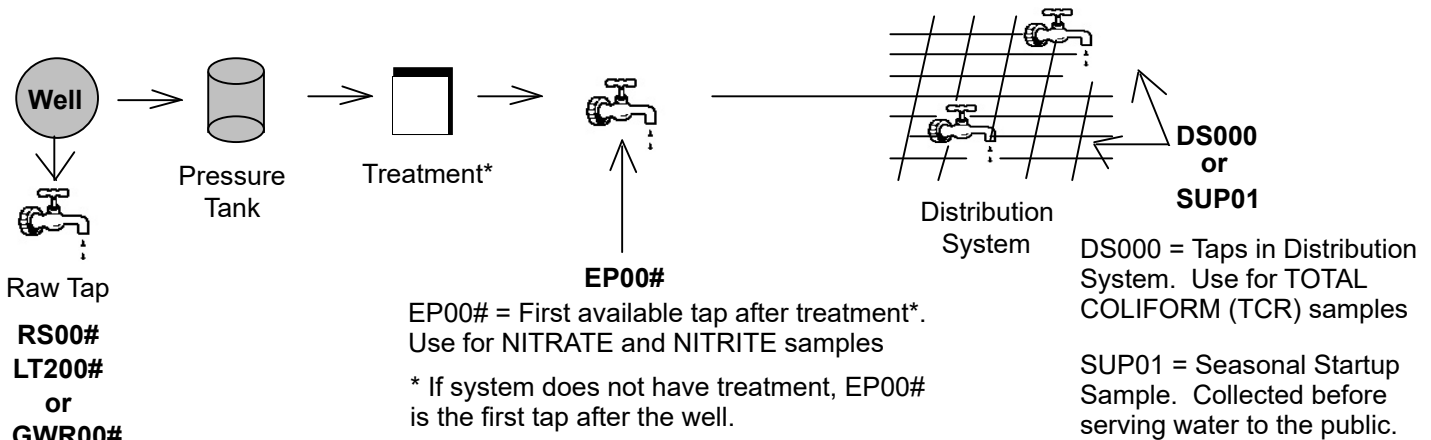 Well
Pressure
Tank
Treatment*
Raw Tap
RS00#
LT200#
or
GWR00#
EP00#
EP00# = First available tap after treatment*.
Use for NITRATE and NITRITE samples
* If system does not have treatment, EP00#
is the first tap after the well.
Distribution
System
DS000
or
SUP01
DS000 = Taps in Distribution
System. Use for TOTAL
COLIFORM (TCR) samples
SUP01 = Seasonal Startup
Sample. Collected before
serving water to the public.